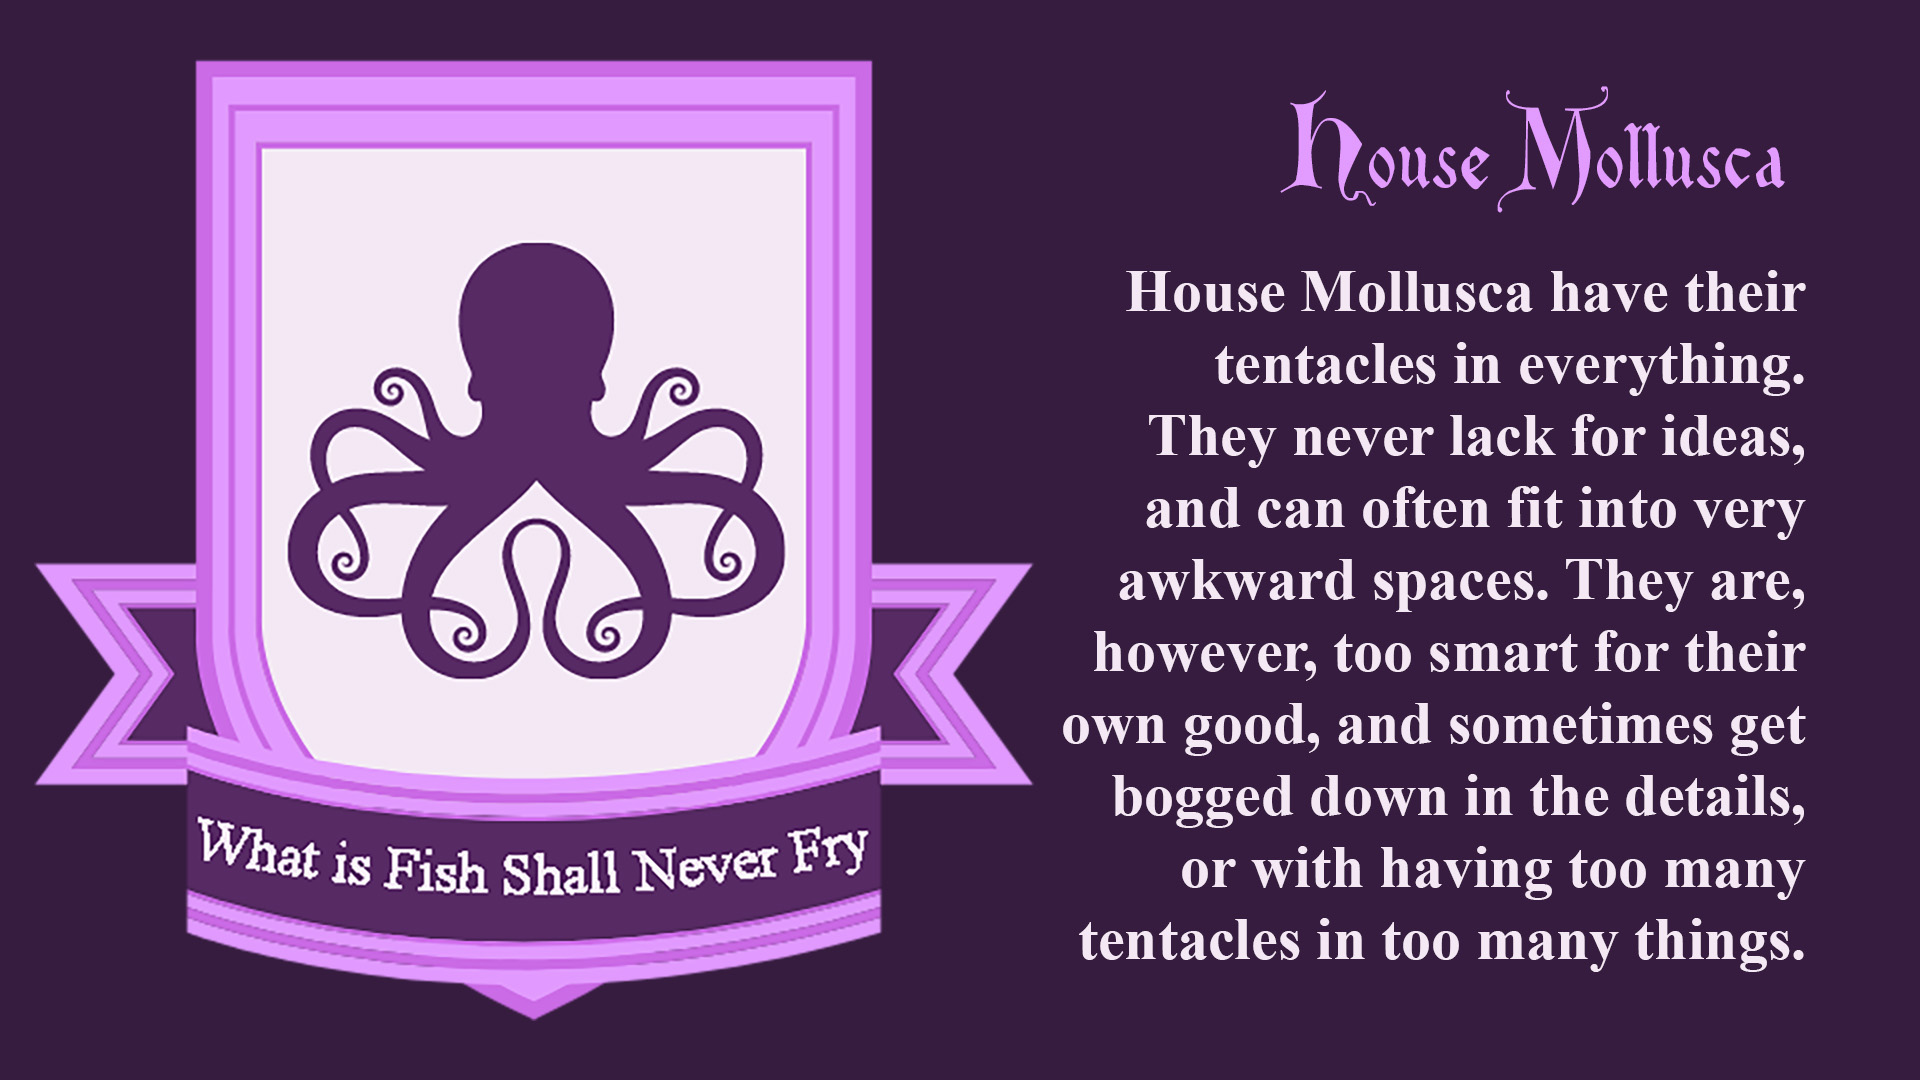 What is Fish Shall Never Fry
House Mollusca
House Mollusca have their
tentacles in everything.
They never lack for ideas,
and can often fit into very
awkward spaces. They are,
however, too smart for their
own good, and sometimes get
bogged down in the details,
or with having too many
tentacles in too many things.